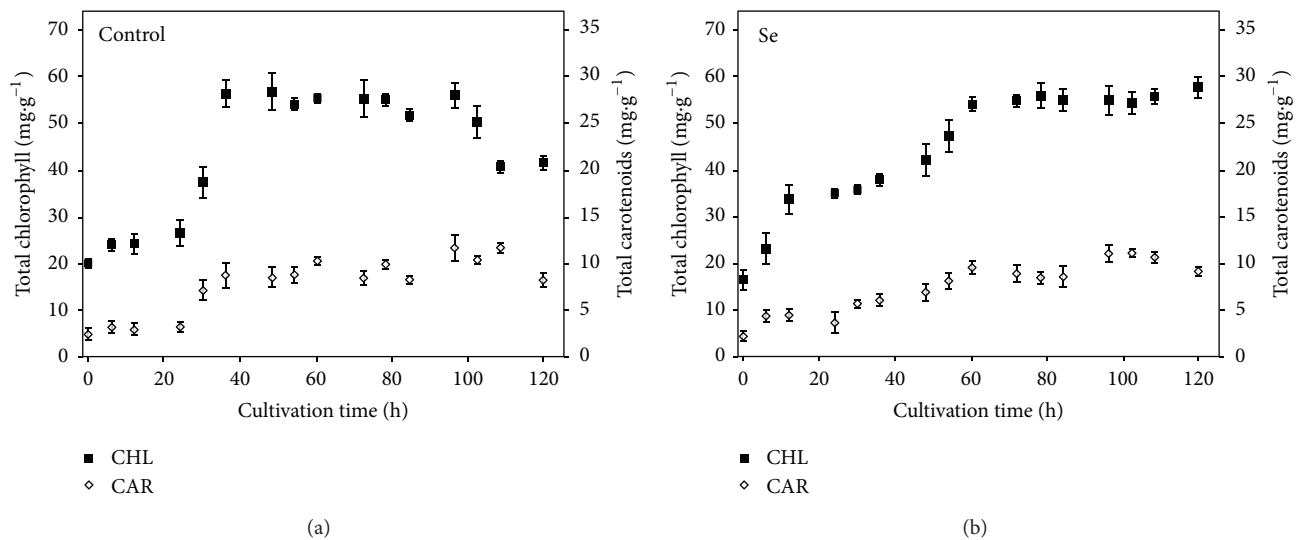 Control
Total chlorophyll (mg·g−1)
70
60
50
40
30
20
10
0
Total carotenoids (mg·g−1)
35
30
25
20
15
10
5
0
0 20 40 60 80 100 120
Cultivation time (h)
CHL
CAR
(a)
Se
Total chlorophyll (mg·g−1)
70
60
50
40
30
20
10
0
Total carotenoids (mg·g−1)
35
30
25
20
15
10
5
0
0 20 40 60 80 100 120
Cultivation time (h)
CHL
CAR
(b)